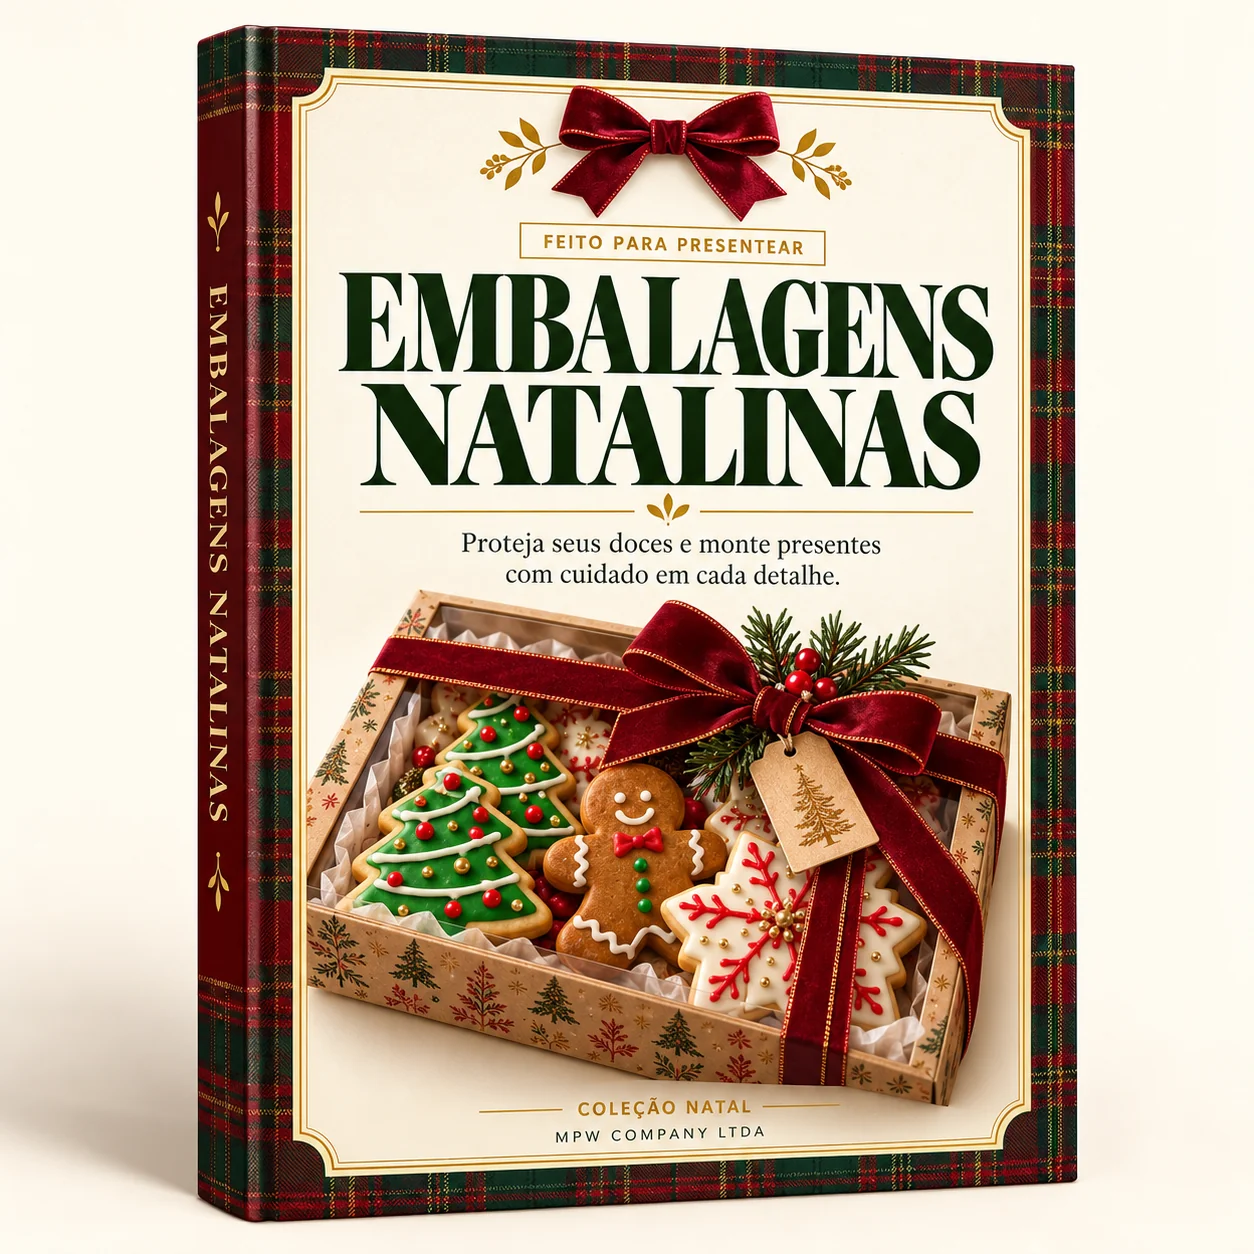 FEITO PARA PRESENTEAR
EMBALAGENS
NATALINAS
Proteja seus doces e monte presentes
com cuidado em cada detalhe.
COLEÇÃO NATAL
MPW COMPANY LTDA
EMBALAGENS NATALINAS